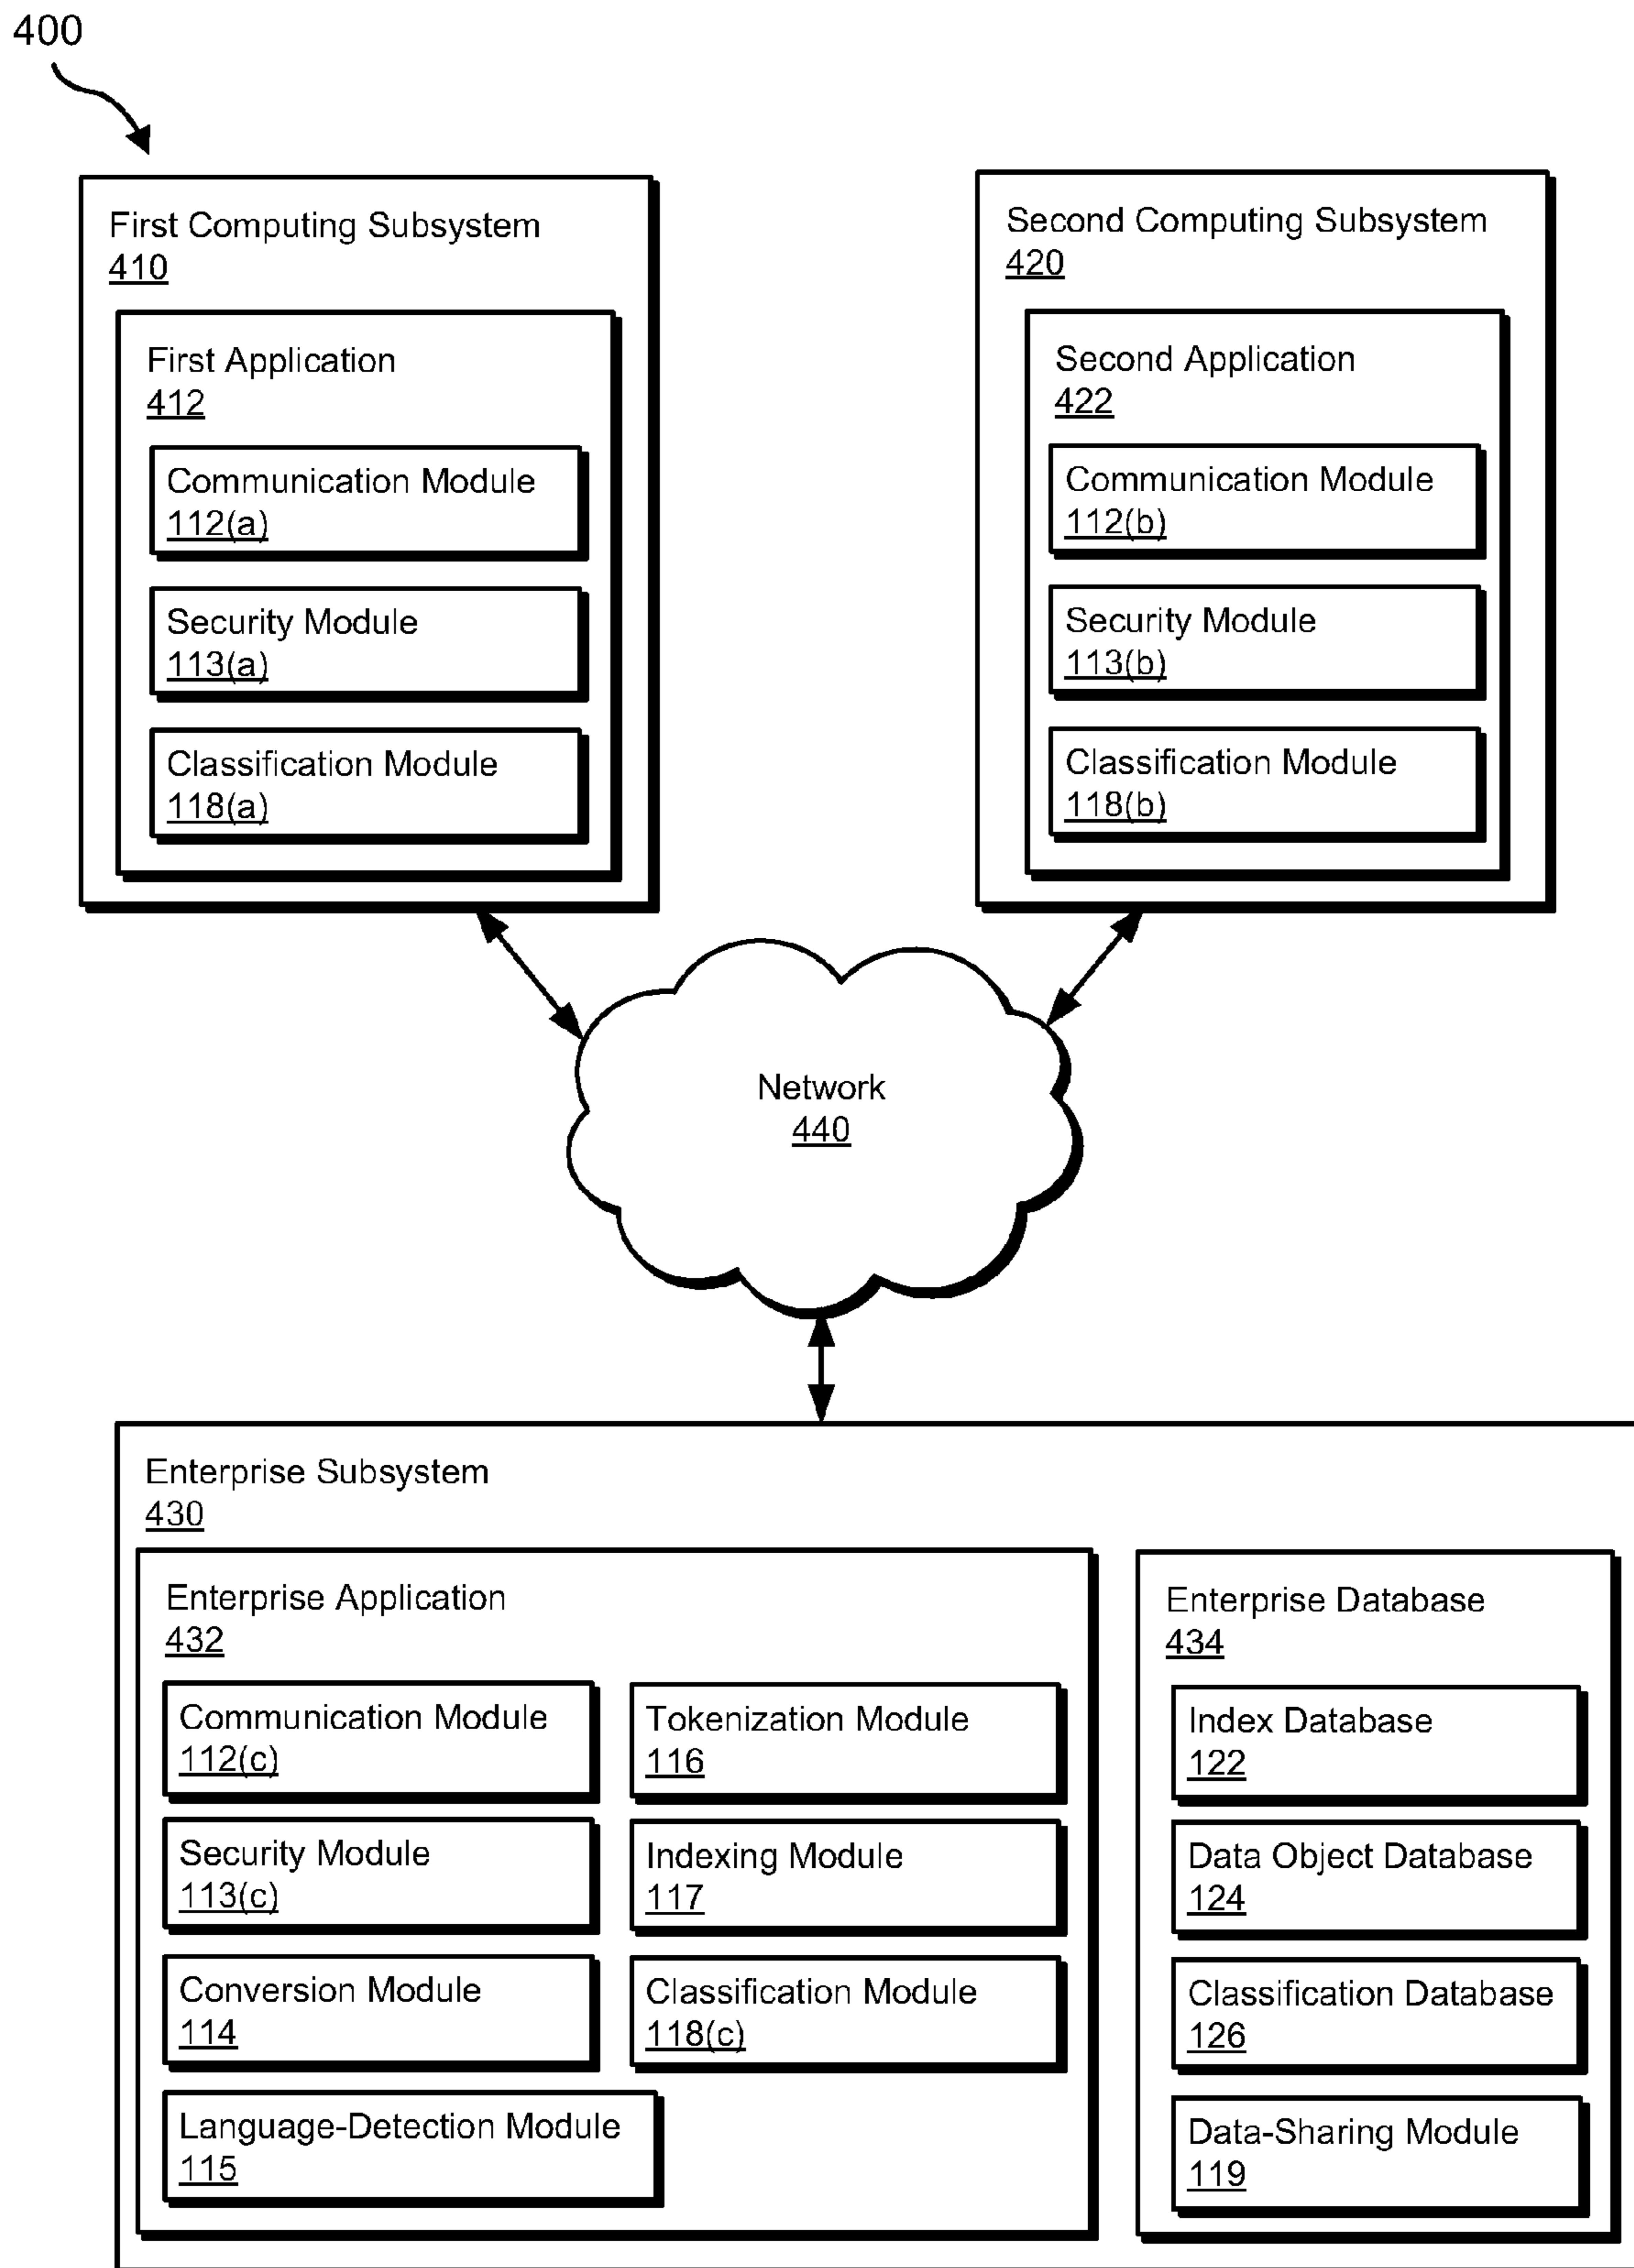 400
First Computing Subsystem
410
First Application
412
Communication Module
112(a)
Security Module
113(a)
Classification Module
118(a)
Second Computing Subsystem
420
Second Application
422
Communication Module
112(b)
Security Module
113(b)
Classification Module
118(b)
Network
440
Enterprise Subsystem
430
Enterprise Application
432
Communication Module
112(c)
Security Module
113(c)
Conversion Module
114
Language-Detection Module
115
Tokenization Module
116
Indexing Module
117
Classification Module
118(c)
Enterprise Database
434
Index Database
122
Data Object Database
124
Classification Database
126
Data-Sharing Module
119